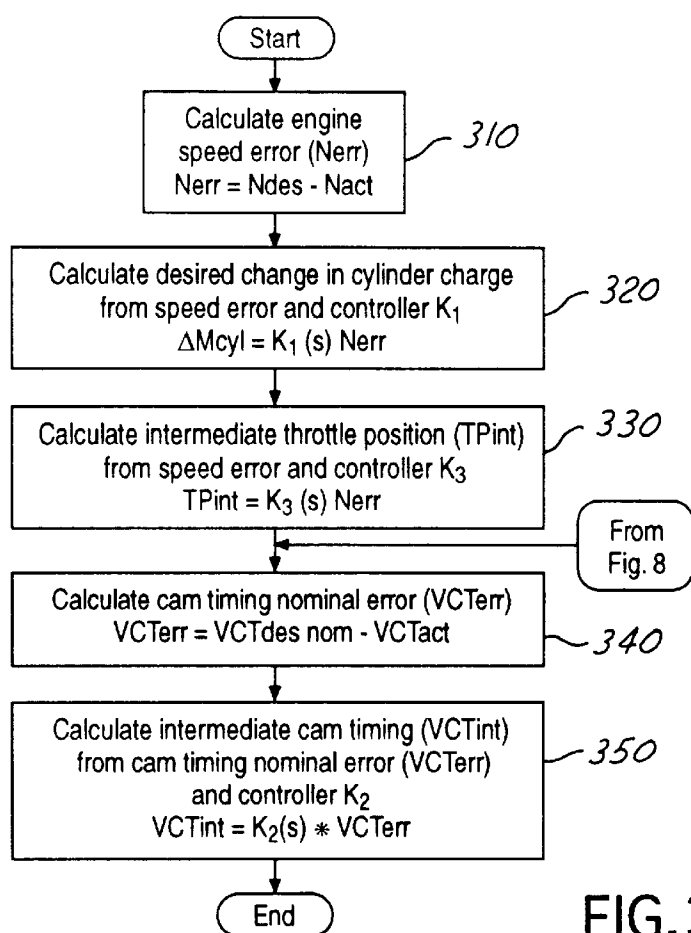 Start
Calculate engine
speed error (Nerr)
Nerr = Ndes - Nact
310
Calculate desired change in cylinder charge
from speed error and controller K₁
ΔMcyl = K₁ (s) Nerr
320
Calculate intermediate throttle position (TPint)
from speed error and controller K₃
TPint = K₃ (s) Nerr
330
From
Fig. 8
Calculate cam timing nominal error (VCTerr)
VCTerr = VCTdes nom - VCTact
340
Calculate intermediate cam timing (VCTint)
from cam timing nominal error (VCTerr)
and controller K₂
VCTint = K₂(s) * VCTerr
350
End
FIG.